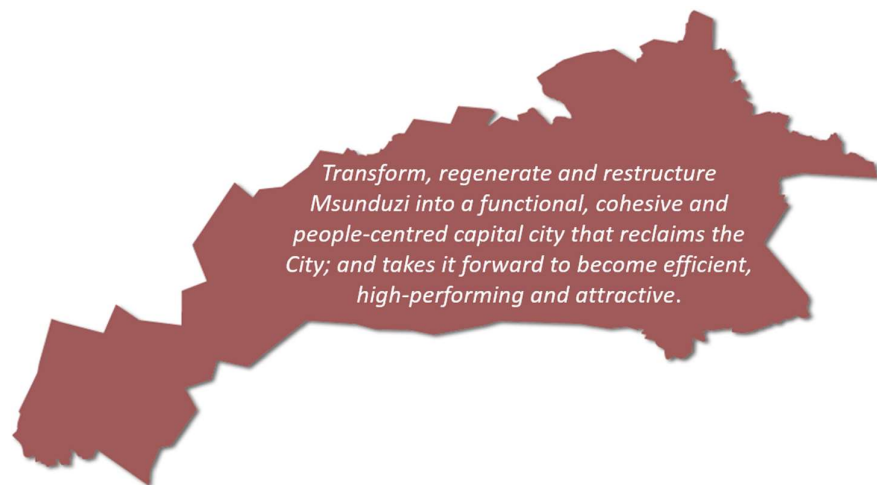 Transform, regenerate and restructure
Msunduzi into a functional, cohesive and
people-centred capital city that reclaims the
City; and takes it forward to become efficient,
high-performing and attractive.